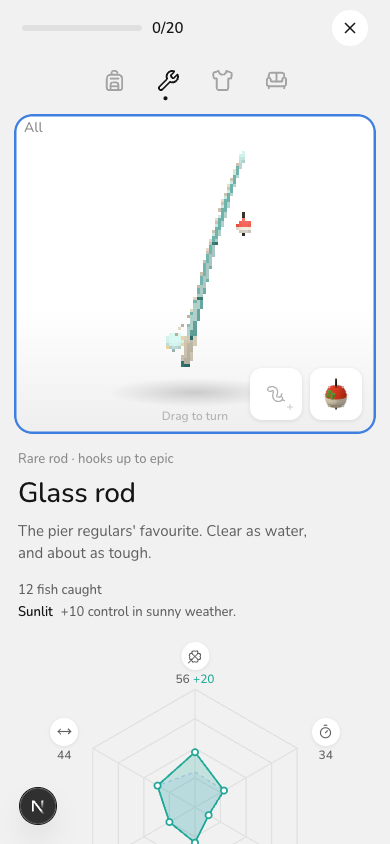 0/20
All
Drag to turn
+
Rare rod · hooks up to epic
Glass rod
The pier regulars' favourite. Clear as water,
and about as tough.
12 fish caught
Sunlit +10 control in sunny weather.
56 +20
44
34
N